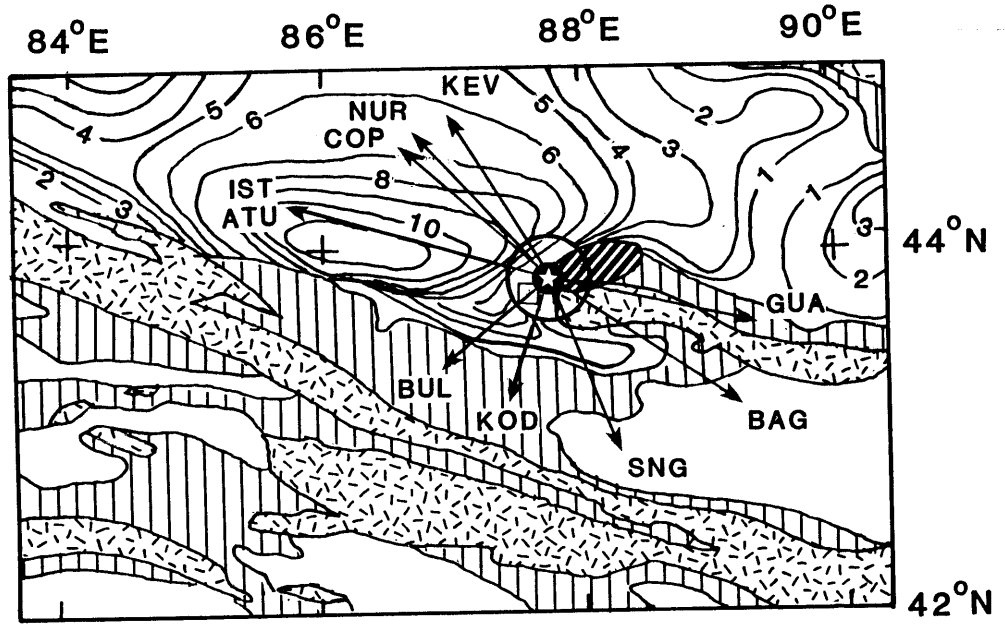 84°E 86°E 88°E 90°E
KEV
NUR
COP
5 6 4
5 6 4 3 2
8
2 3
IST
ATU
10
1 1
3
2
44°N
GUA
BUL
KOD
BAG
SNG
42°N